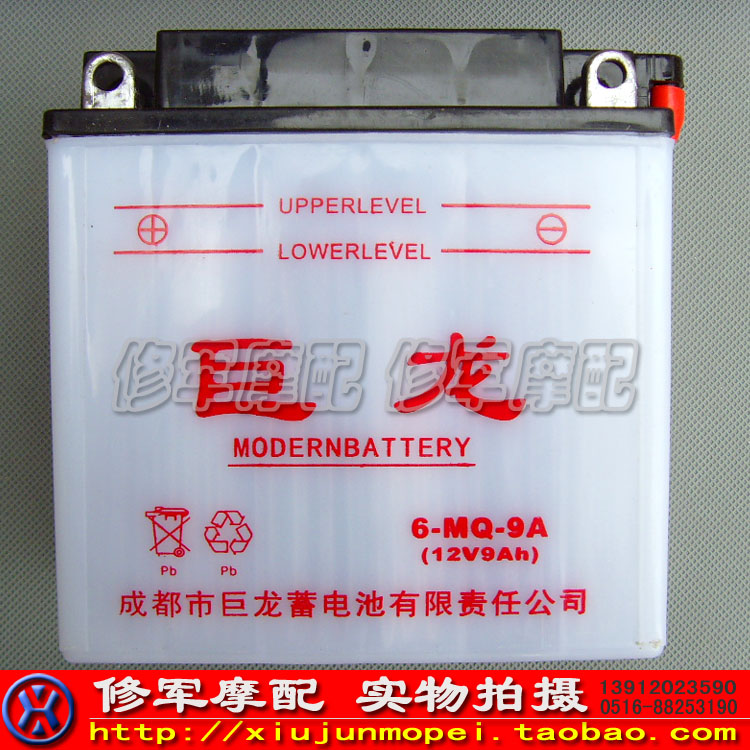 UPPERLEVEL
LOWERLEVEL
修军摩配 修军摩配
巨龙
MODERNBATTERY
6-MQ-9A
(12V9Ah)
Pb Pb
成都市巨龙蓄电池有限责任公司
修军摩配 实物拍摄 13912023590
0516-88253190
http://xiujunmopei.taobao.com